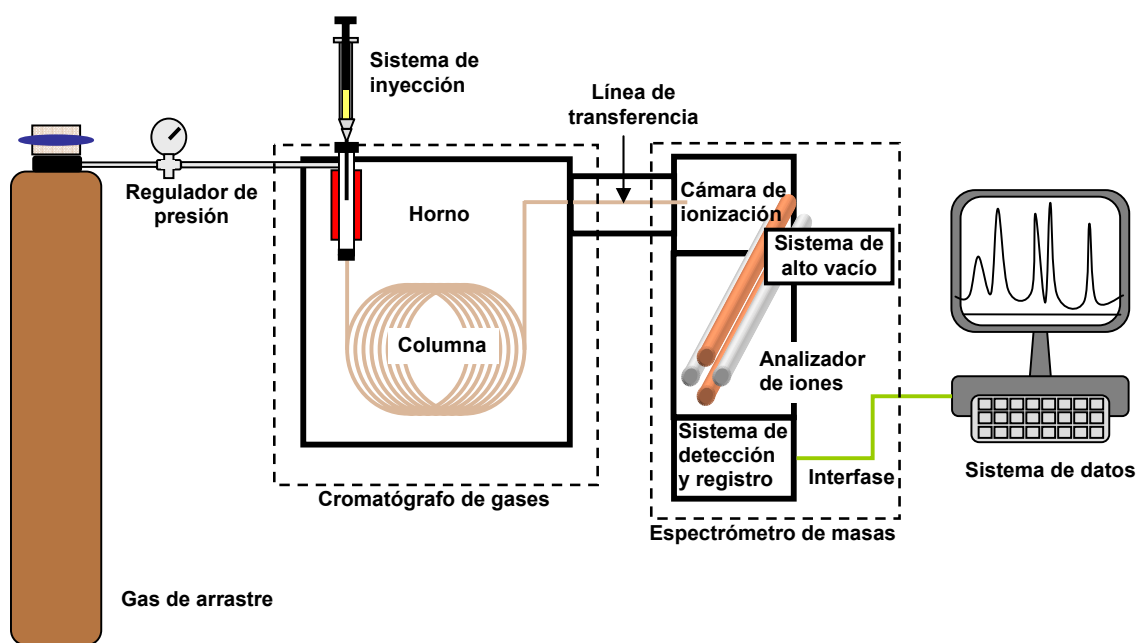 Sistema de
inyección
Línea de
transferencia
Regulador de
presión
Horno
Cámara de
ionización
Sistema de
alto vacío
Columna
Analizador
de iones
Sistema de
detección
y registro
Interfase
Sistema de datos
Cromatógrafo de gases
Espectrómetro de masas
Gas de arrastre